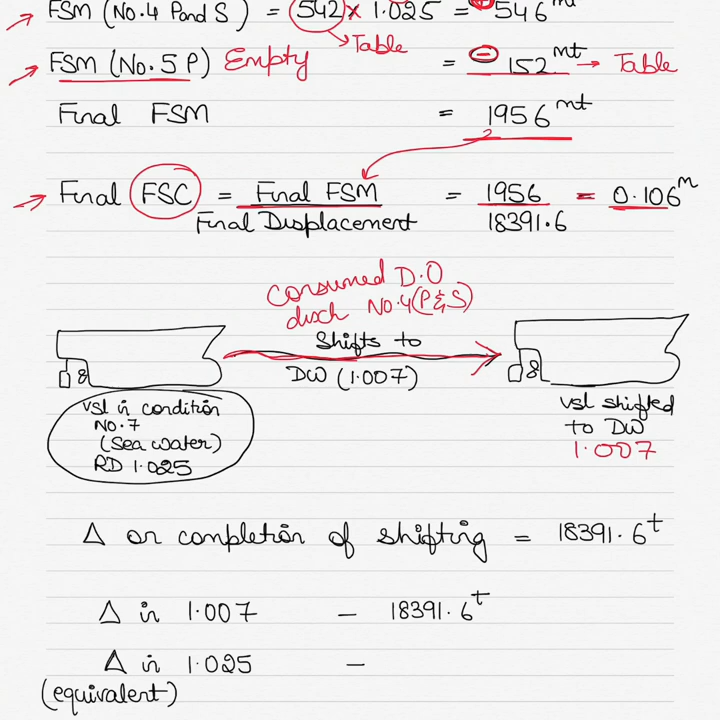 FSM (No.4 P and S) = 542 × 1.025 = + 546 mt
Table
FSM (No.5 P) Empty = - 152 mt → Table
Final FSM = 1956 mt
→ Final FSC = Final FSM = 1956 = 0.106 m
Final Displacement 18391.6
Consumed D.O
disch No.4 (P & S)
Shifts to
DW (1.007)
8
8
vsl in condition
No.7
(Sea water)
RD 1.025
vsl shifted
to DW
1.007
Δ on completion of shifting = 18391.6 t
Δ in 1.007 - 18391.6 t
Δ in 1.025 -
(equivalent)